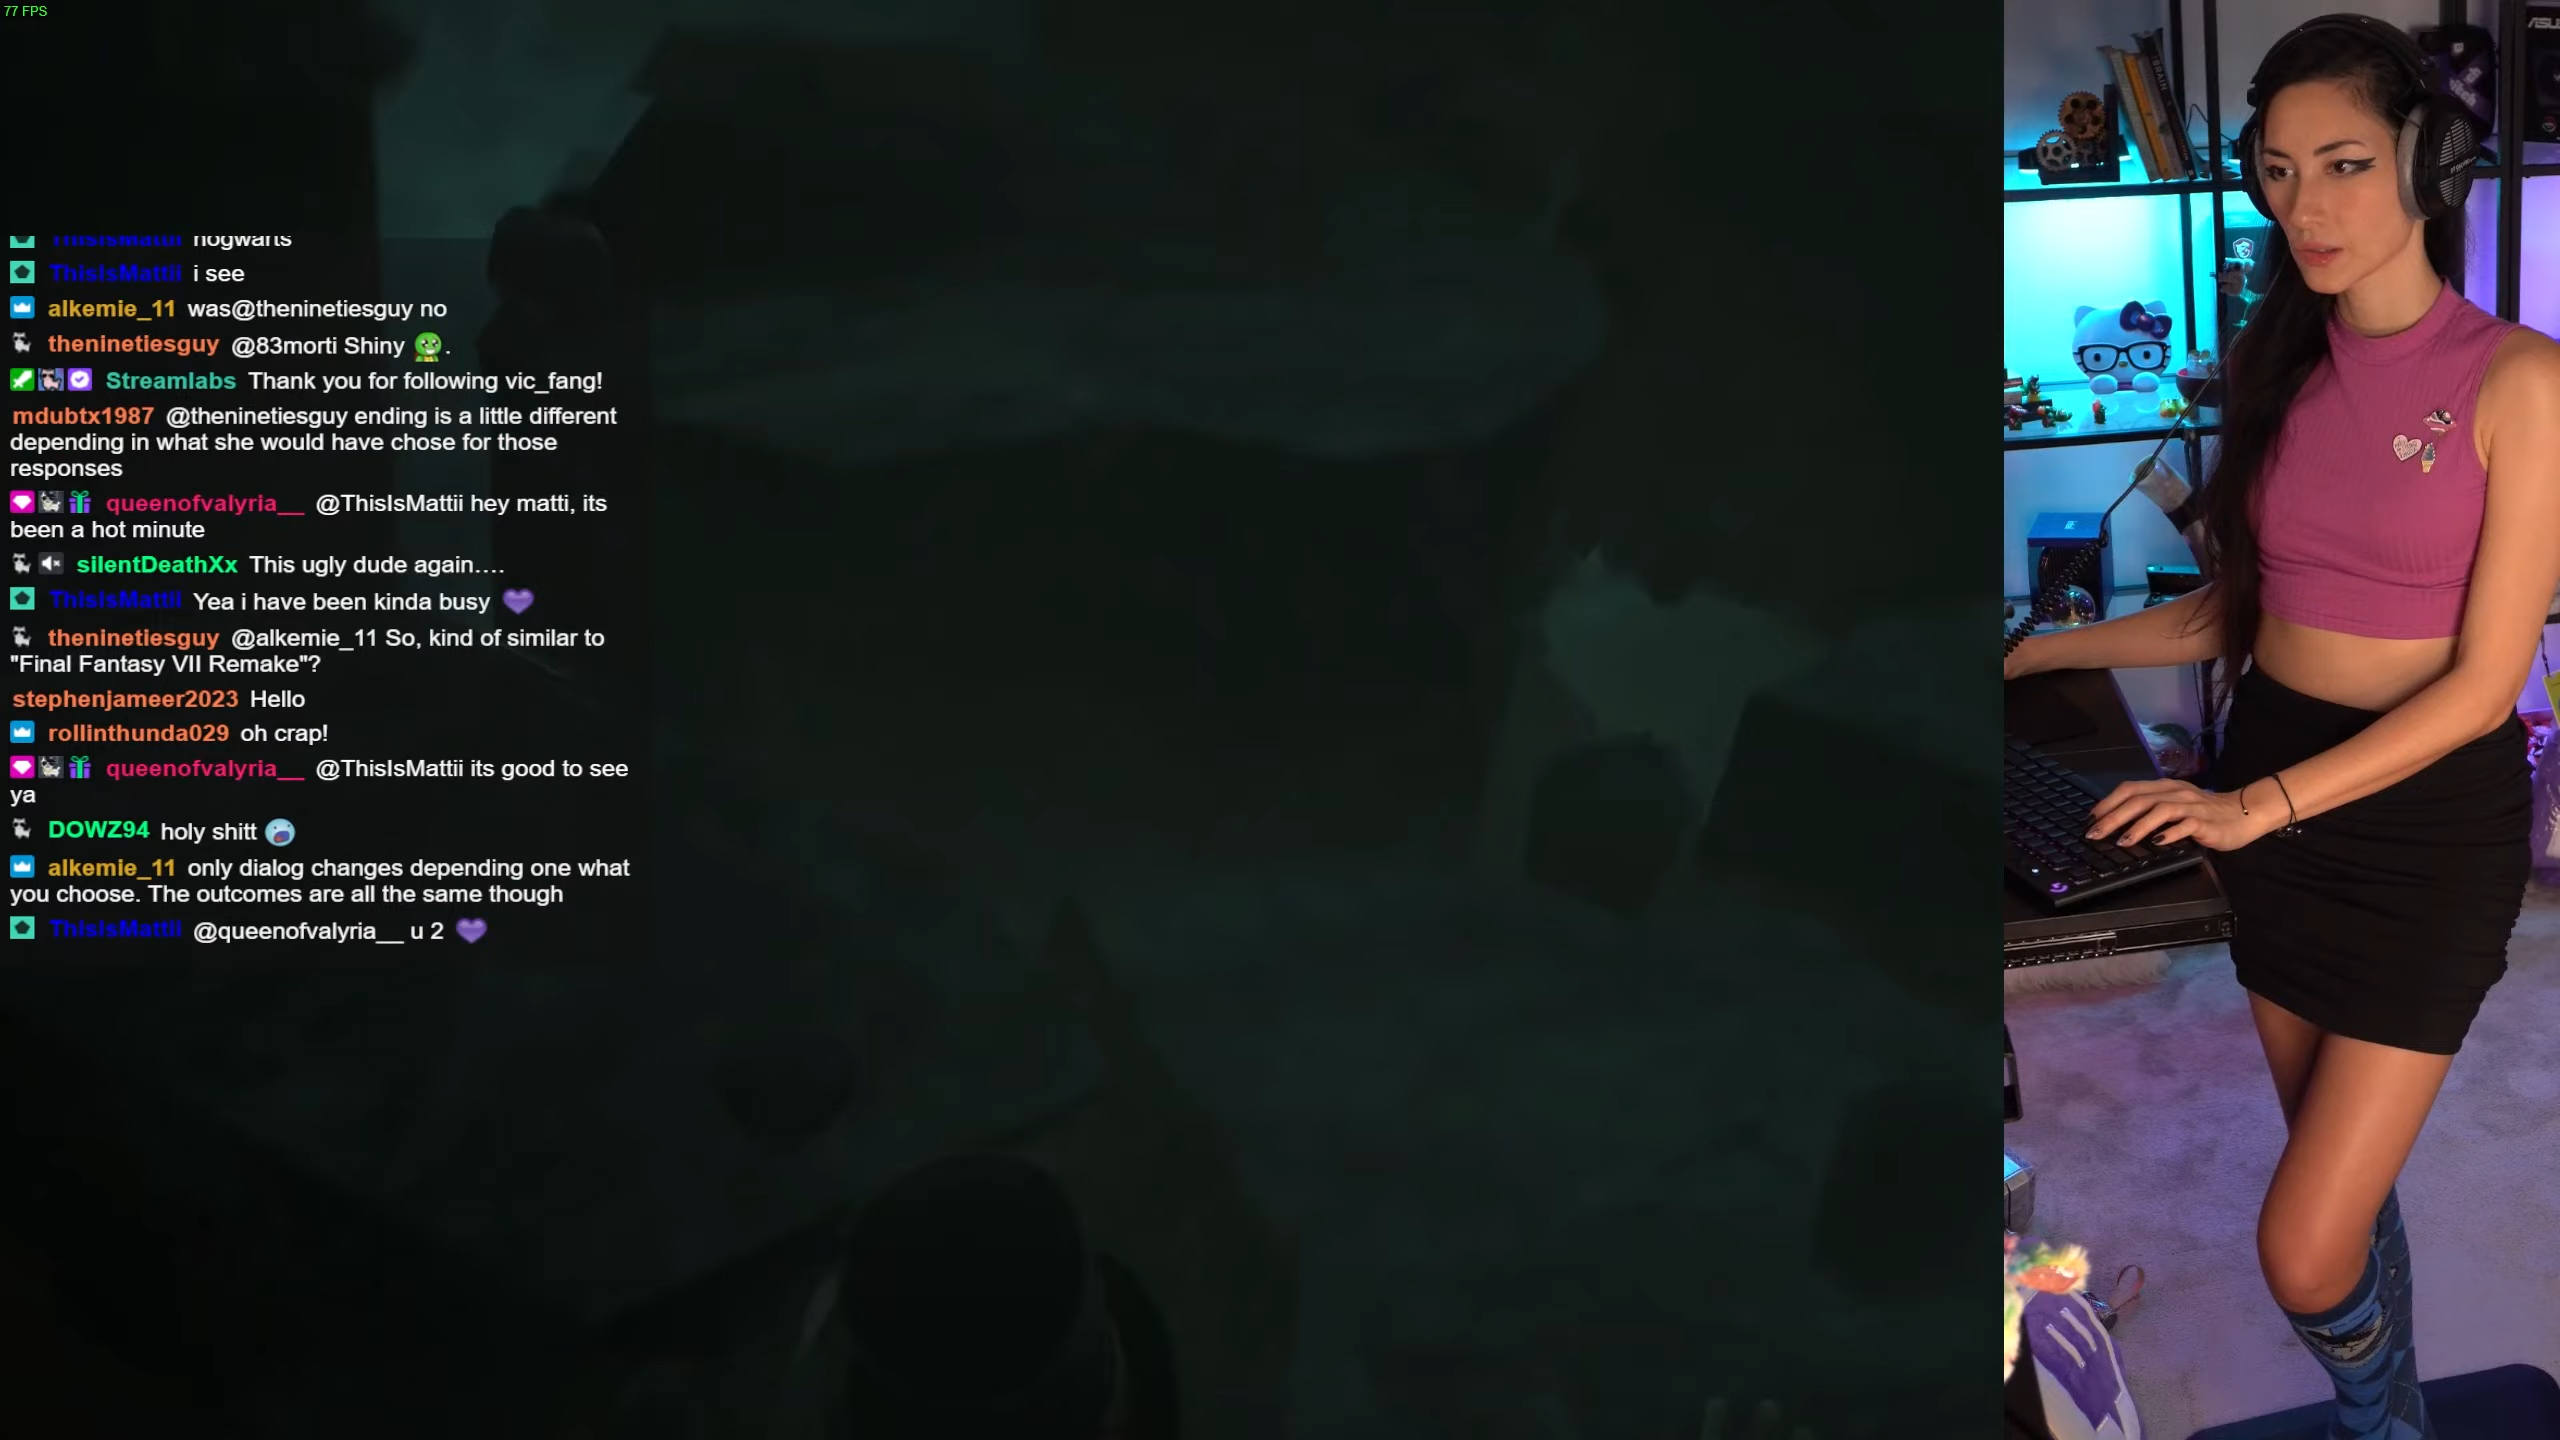 77 FPS
ThisIsMattii hogwarts
ThisIsMattii i see
alkemie_11 was@theninetiesguy no
theninetiesguy @83morti Shiny .
Streamlabs Thank you for following vic_fang!
mdubtx1987 @theninetiesguy ending is a little different
depending in what she would have chose for those
responses
queenofvalyria__ @ThisIsMattii hey matti, its
been a hot minute
silentDeathXx This ugly dude again....
ThisIsMattii Yea i have been kinda busy
theninetiesguy @alkemie_11 So, kind of similar to
"Final Fantasy VII Remake"?
stephenjameer2023 Hello
rollinthunda029 oh crap!
queenofvalyria__ @ThisIsMattii its good to see
ya
DOWZ94 holy shitt
alkemie_11 only dialog changes depending one what
you choose. The outcomes are all the same though
ThisIsMattii @queenofvalyria__ u 2
BRAIN
twitch
ASUS